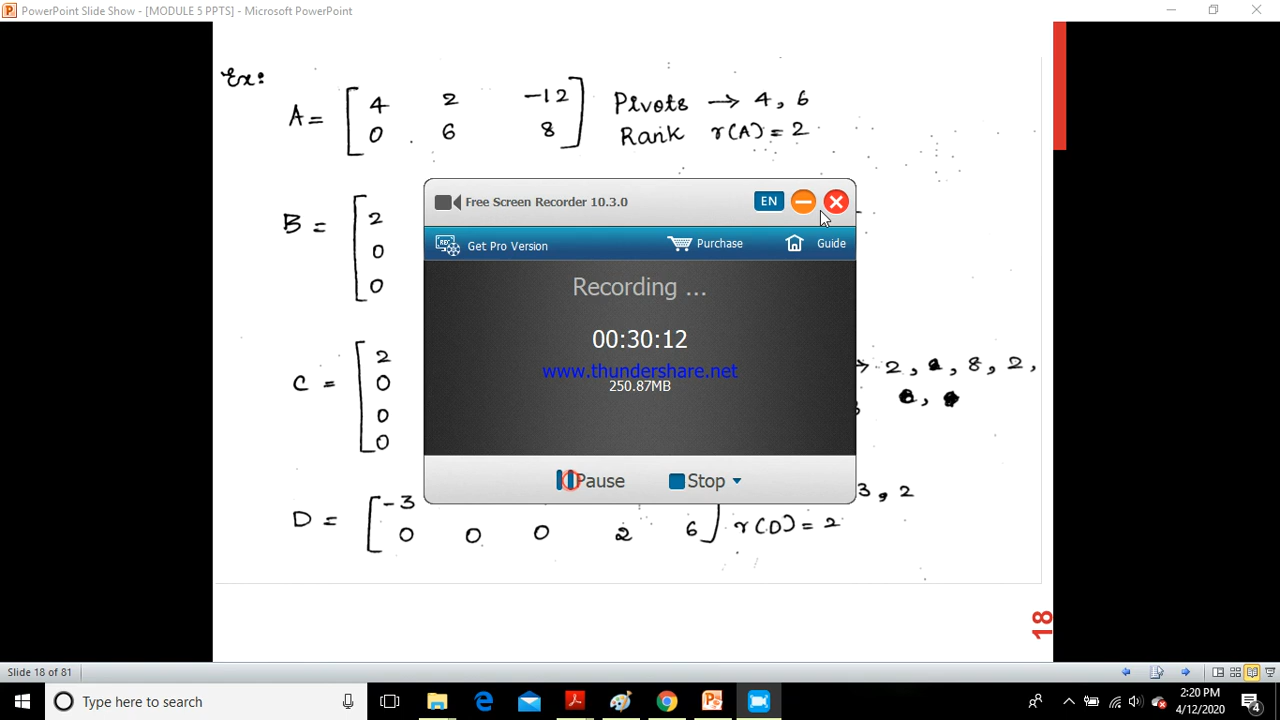 PowerPoint Slide Show - [MODULE 5 PPTS] - Microsoft PowerPoint
Ex:
A = [ 4 2 -12 Pivots → 4, 6
0 6 8 ] Rank r(A) = 2
Free Screen Recorder 10.3.0 EN
B = [ 2
0
0
Get Pro Version Purchase Guide
Recording ...
00:30:12
www.thundershare.net
250.87MB
C = [ 2
0
0
0
→ 2, 8, 2,
Pause Stop
D = [ -3 3, 2
0 0 0 2 6 ] r(D) = 2
18
Slide 18 of 81
Type here to search
2:20 PM
4/12/2020
4